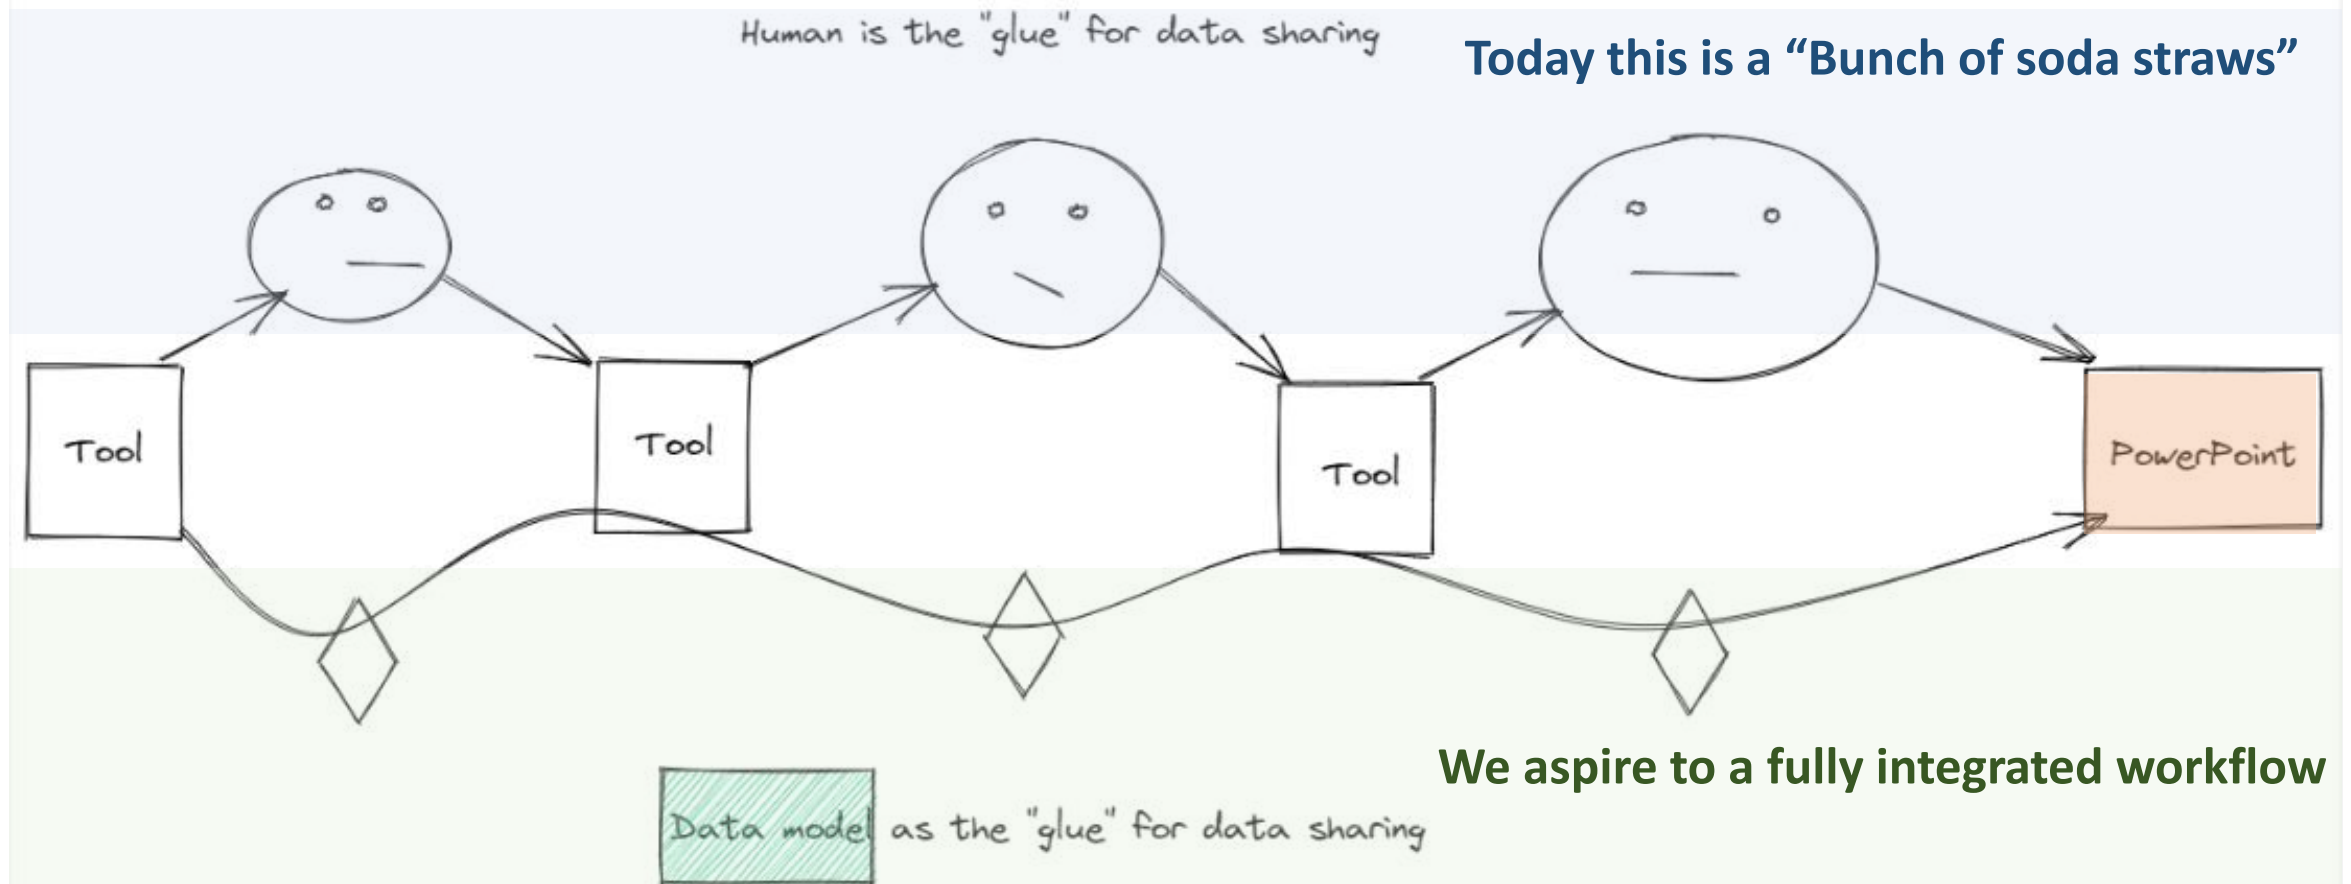 Human is the "glue" for data sharing
Today this is a “Bunch of soda straws”
Tool
Tool
Tool
PowerPoint
We aspire to a fully integrated workflow
Data model as the "glue" for data sharing